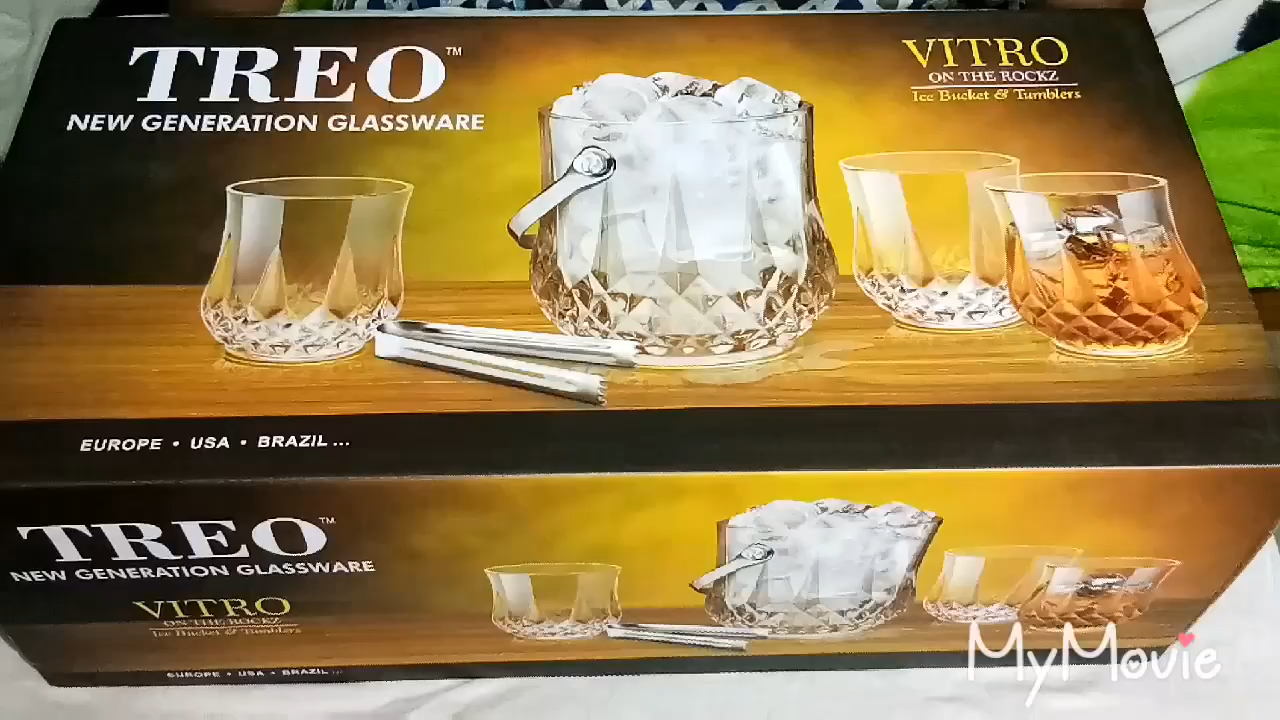 TREO™
NEW GENERATION GLASSWARE
VITRO
ON THE ROCKZ
Ice Bucket & Tumblers
EUROPE • USA • BRAZIL ...
TREO™
NEW GENERATION GLASSWARE
VITRO
ON THE ROCKZ
Ice Bucket & Tumblers
EUROPE • USA • BRAZIL ...
MyMovie